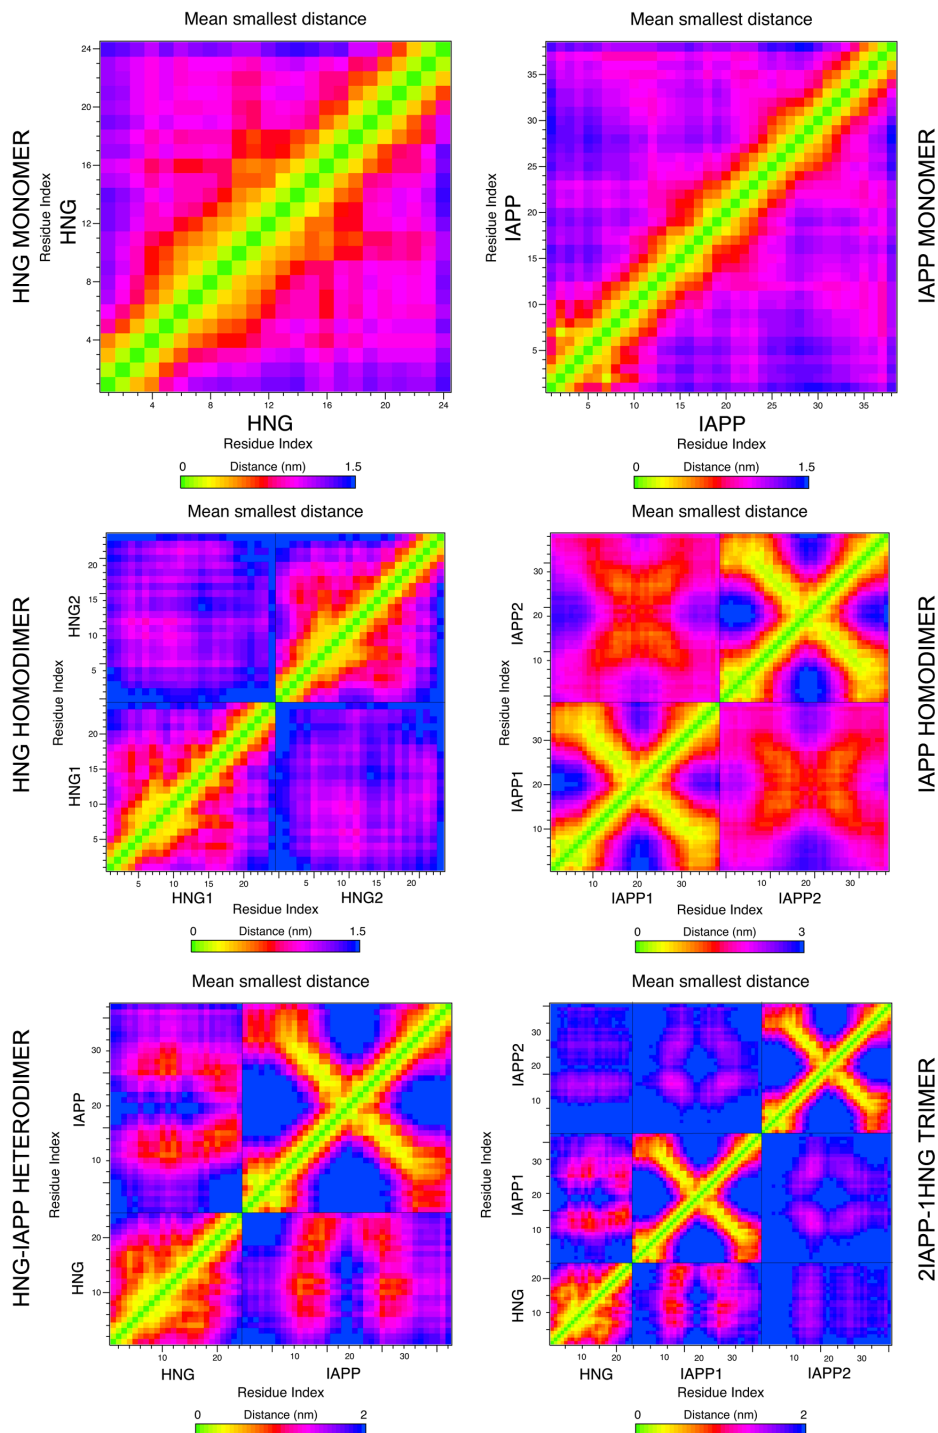 Mean smallest distance
HNG MONOMER
Residue Index
HNG
24
20
16
12
8
4
4 8 12 16 20 24
HNG
Residue Index
0 Distance (nm) 1.5
Mean smallest distance
IAPP MONOMER
Residue Index
IAPP
35
30
25
20
15
10
5
5 10 15 20 25 30 35
IAPP
Residue Index
0 Distance (nm) 1.5
Mean smallest distance
HNG HOMODIMER
Residue Index
HNG2
HNG1
20
15
10
5
20
15
10
5
5 10 15 20 5 10 15 20
HNG1 HNG2
Residue Index
0 Distance (nm) 1.5
Mean smallest distance
IAPP HOMODIMER
Residue Index
IAPP2
IAPP1
30
20
10
30
20
10
10 20 30 10 20 30
IAPP1 IAPP2
Residue Index
0 Distance (nm) 3
Mean smallest distance
HNG-IAPP HETERODIMER
Residue Index
IAPP
HNG
30
20
10
20
10
10 20 10 20 30
HNG IAPP
Residue Index
0 Distance (nm) 2
Mean smallest distance
2IAPP-1HNG TRIMER
Residue Index
IAPP2
IAPP1
HNG
30
20
10
30
20
10
20
10
10 20 10 20 30 10 20 30
HNG IAPP1 IAPP2
Residue Index
0 Distance (nm) 2